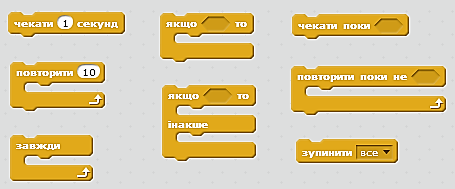 чекати 1 секунд
повторити 10
завжди
якщо то
якщо то
інакше
чекати поки
повторити поки не
зупинити все